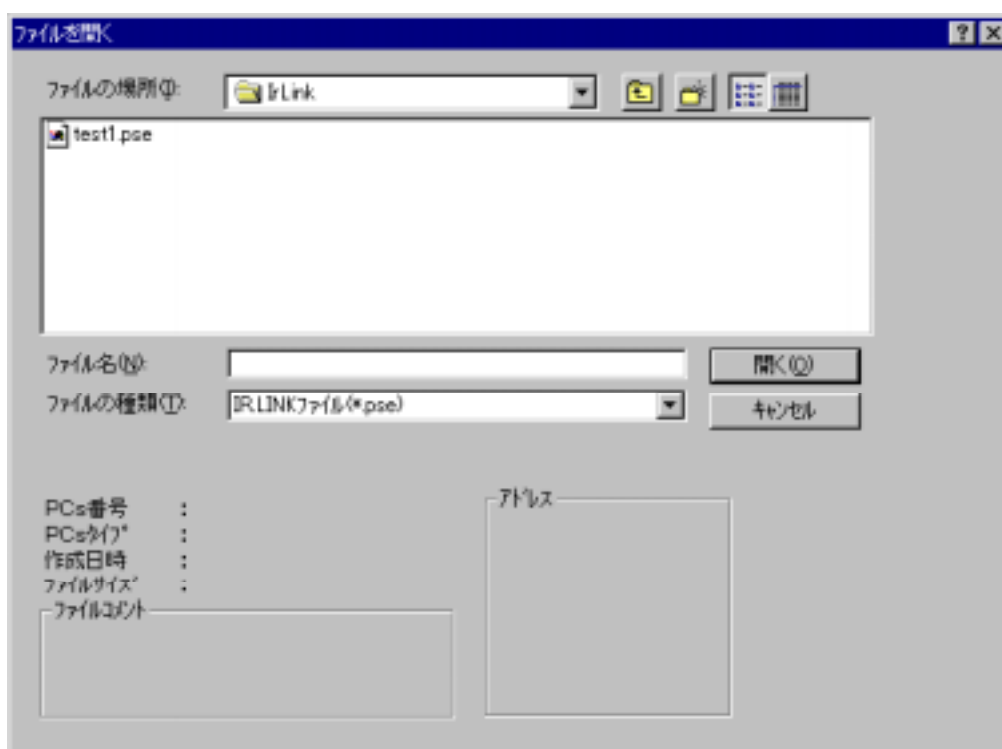 ファイルを開く
ファイルの場所(I):
IrLink
test1.pse
ファイル名(N):
開く(O)
ファイルの種類(T):
IRLINKファイル(*.pse)
キャンセル
PCs番号 :
PCsﾀｲﾌﾟ :
作成日時 :
ファイルサイズ :
ファイルコメント
アドレス